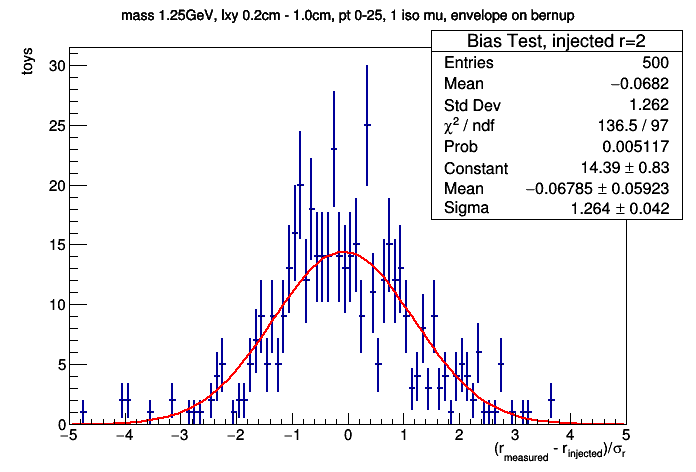 mass 1.25GeV, lxy 0.2cm - 1.0cm, pt 0-25, 1 iso mu, envelope on bernup
Bias Test, injected r=2
Entries 500
Mean −0.0682
Std Dev 1.262
χ² / ndf 136.5 / 97
Prob 0.005117
Constant 14.39 ± 0.83
Mean −0.06785 ± 0.05923
Sigma 1.264 ± 0.042
toys
30
25
20
15
10
5
0
−5 −4 −3 −2 −1 0 1 2 3 4 5
(r_measured - r_injected)/σ_r